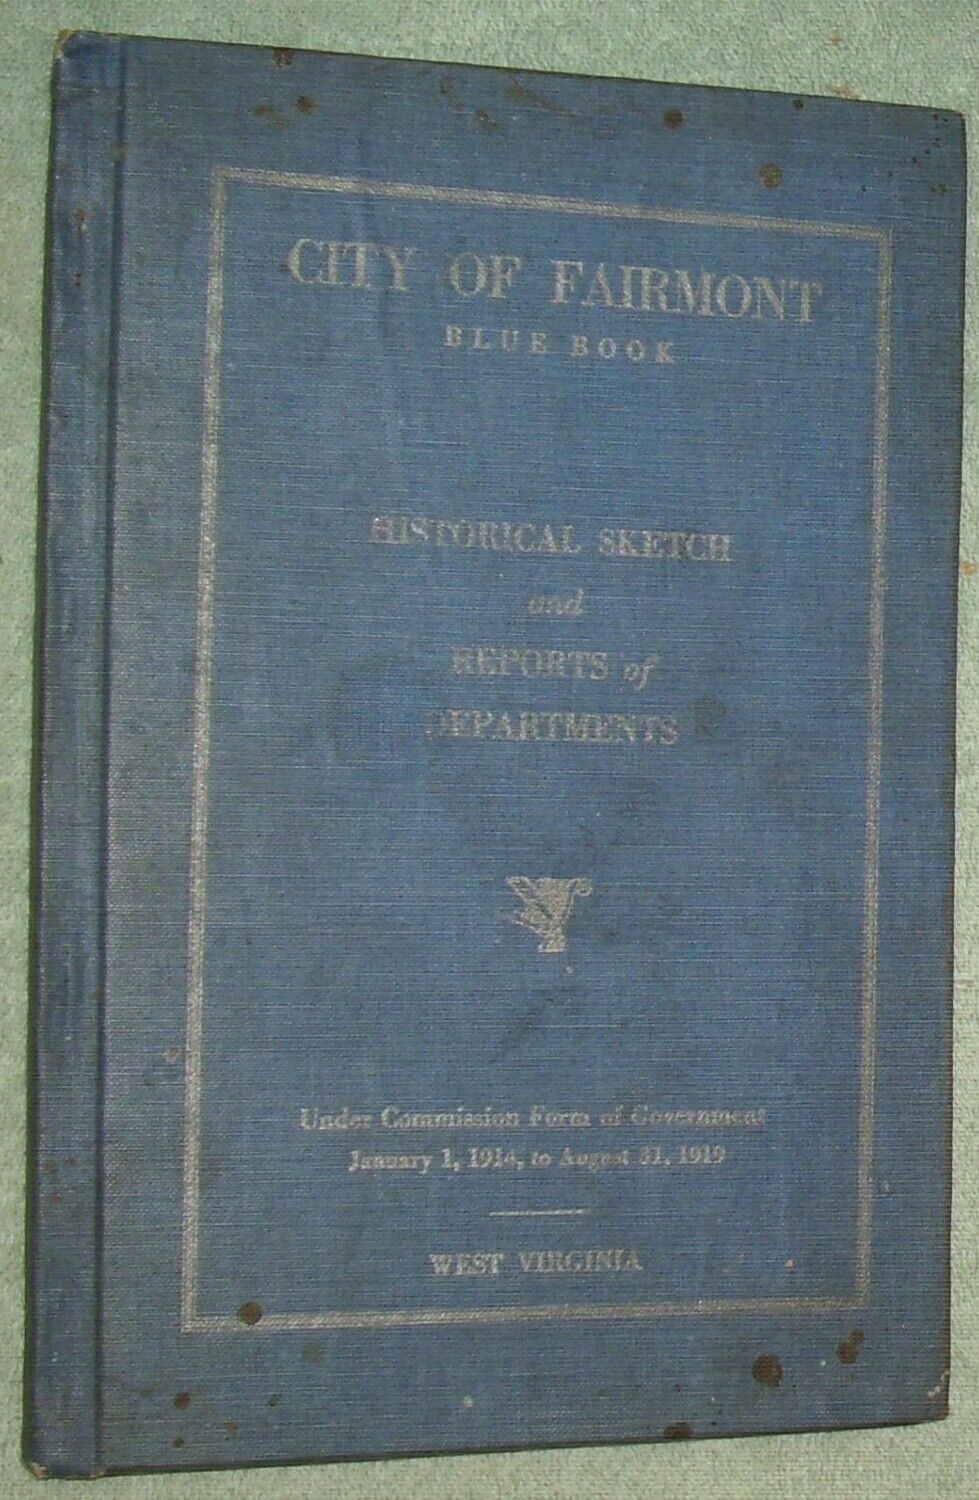 CITY OF FAIRMONT
BLUE BOOK
HISTORICAL SKETCH
and
REPORTS of
DEPARTMENTS
Under Commission Form of Government
January 1, 1914, to August 31, 1919
WEST VIRGINIA